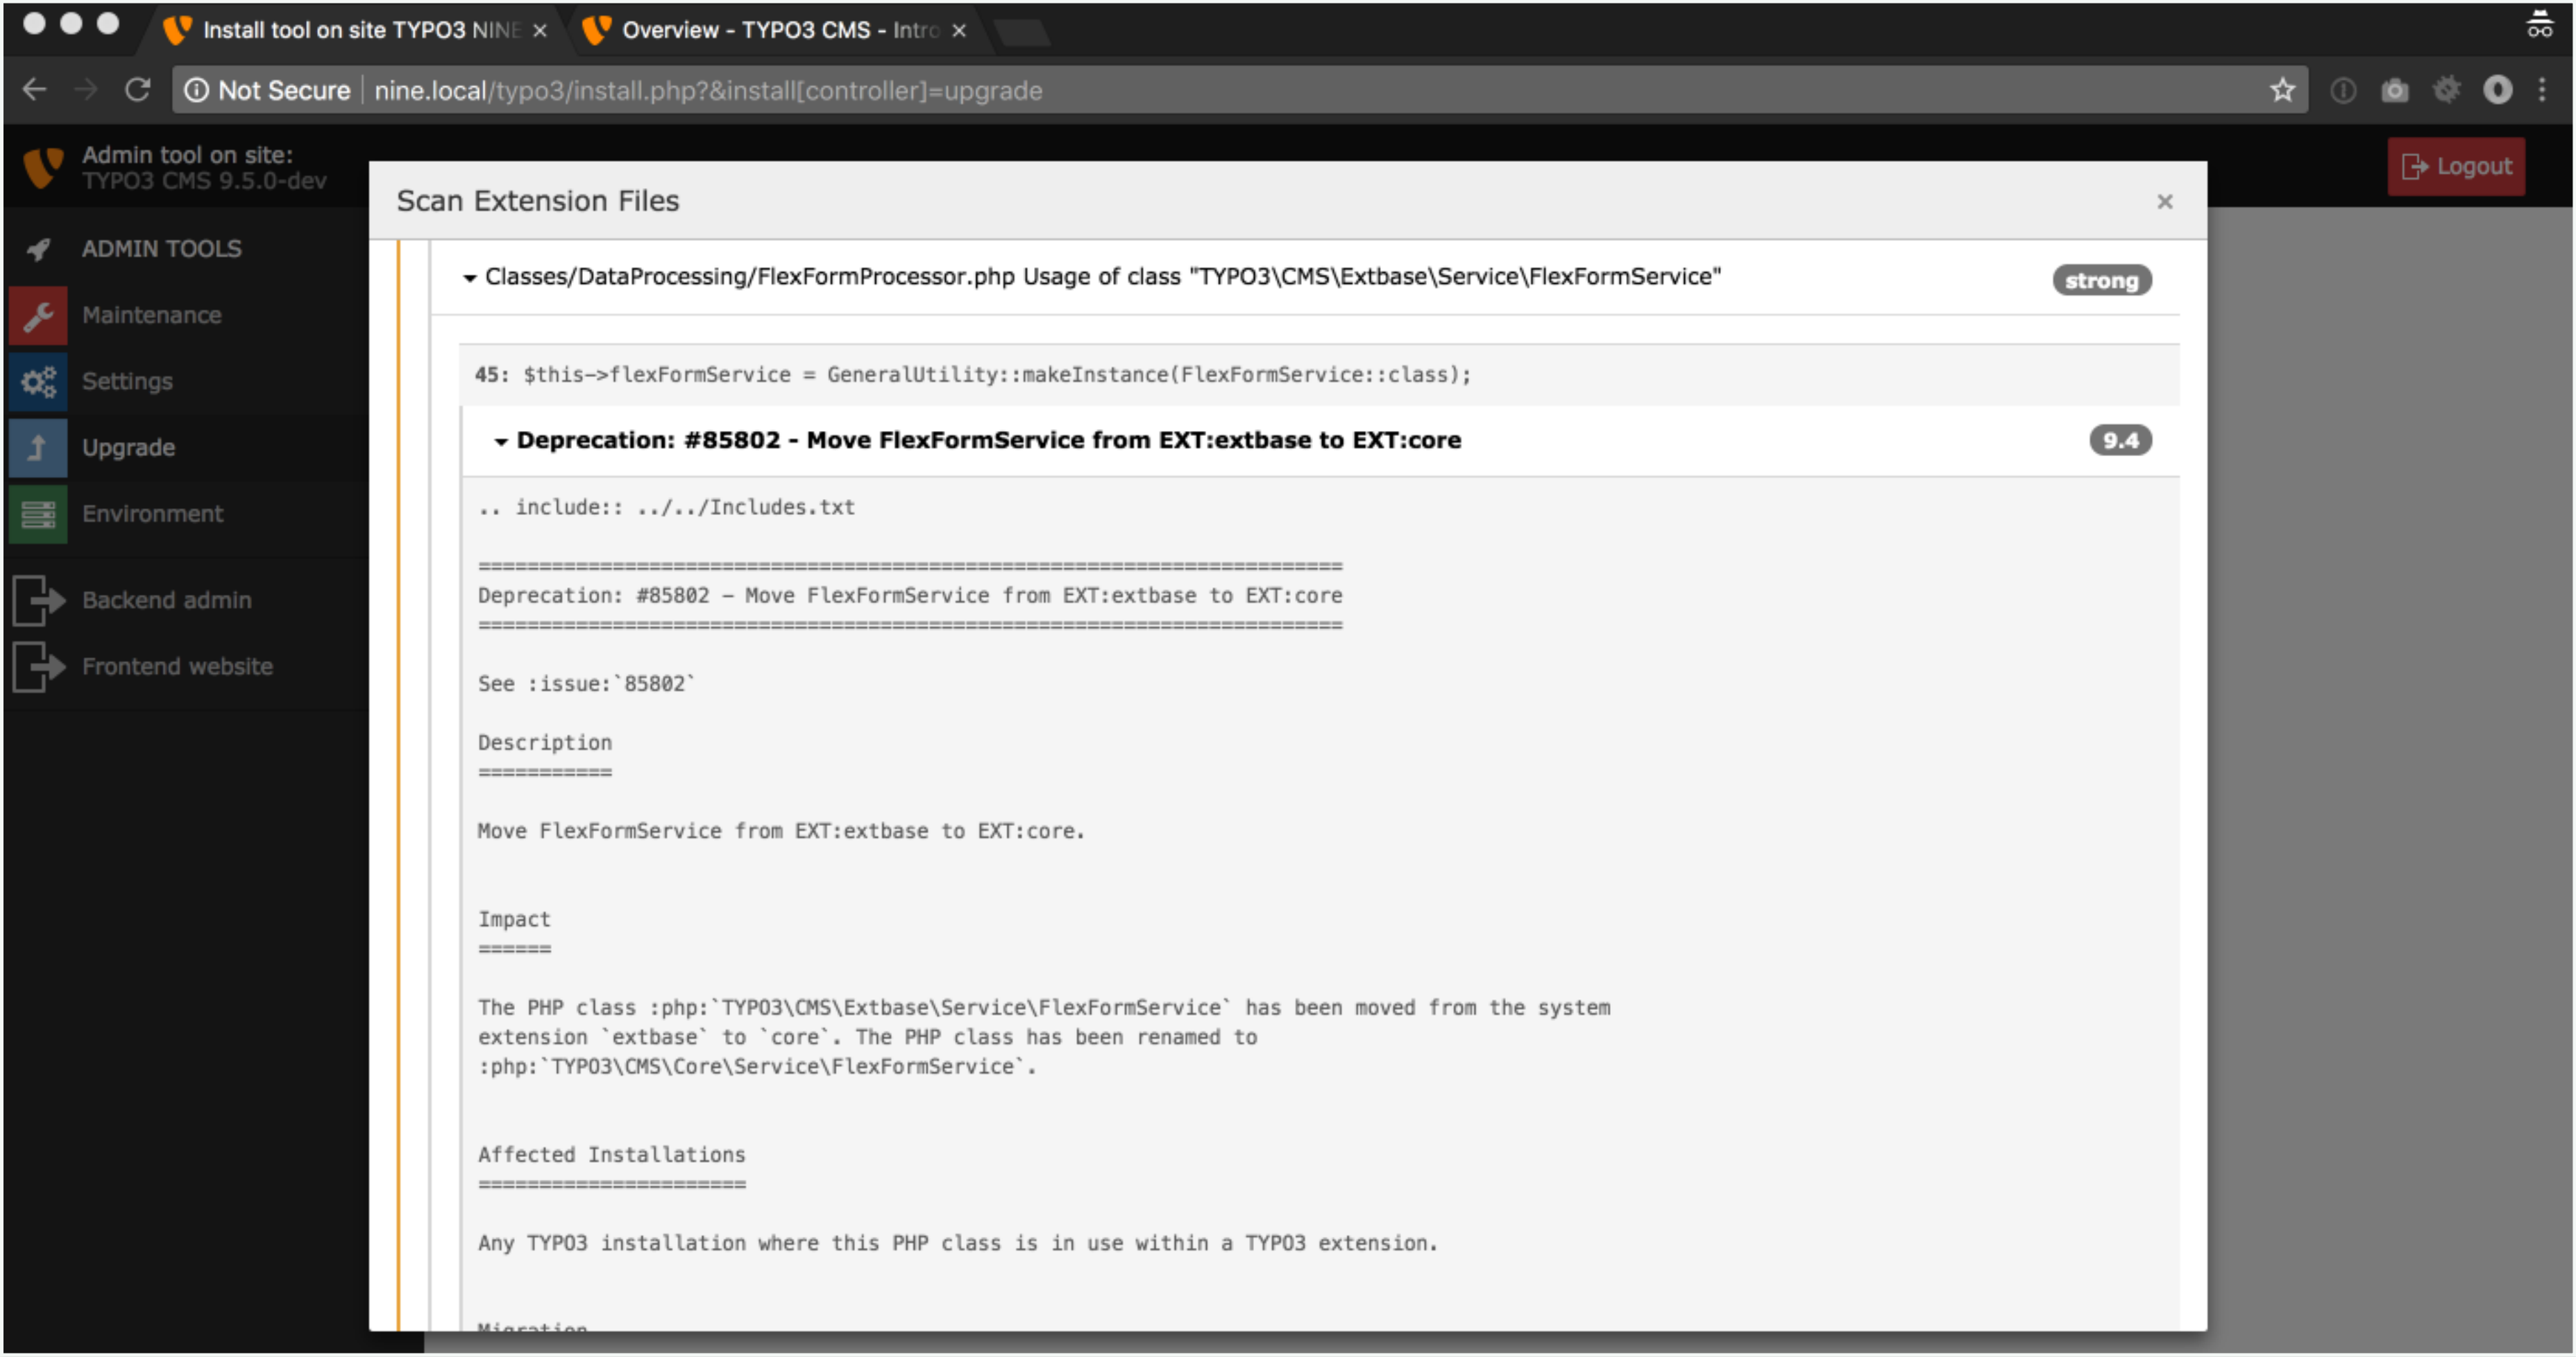 Install tool on site TYPO3 NINE ×
Overview - TYPO3 CMS - Intro ×
Not Secure | nine.local/typo3/install.php?&install[controller]=upgrade
Admin tool on site:
TYPO3 CMS 9.5.0-dev
Logout
ADMIN TOOLS
Maintenance
Settings
Upgrade
Environment
Backend admin
Frontend website
Scan Extension Files ×
Classes/DataProcessing/FlexFormProcessor.php Usage of class "TYPO3\CMS\Extbase\Service\FlexFormService" strong
45: $this->flexFormService = GeneralUtility::makeInstance(FlexFormService::class);
Deprecation: #85802 - Move FlexFormService from EXT:extbase to EXT:core 9.4
.. include:: ../../Includes.txt
=======================================================================
Deprecation: #85802 - Move FlexFormService from EXT:extbase to EXT:core
=======================================================================
See :issue:`85802`
Description
===========
Move FlexFormService from EXT:extbase to EXT:core.
Impact
======
The PHP class :php:`TYPO3\CMS\Extbase\Service\FlexFormService` has been moved from the system
extension `extbase` to `core`. The PHP class has been renamed to
:php:`TYPO3\CMS\Core\Service\FlexFormService`.
Affected Installations
======================
Any TYPO3 installation where this PHP class is in use within a TYPO3 extension.
Migration